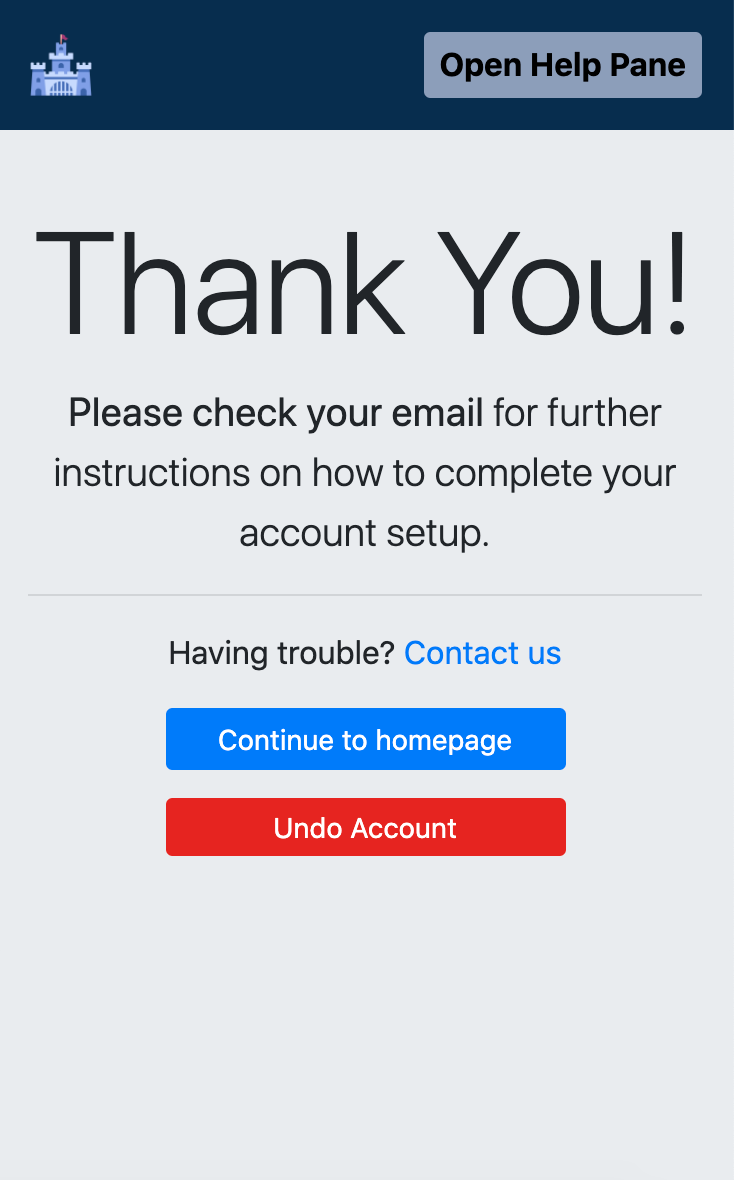 Open Help Pane
Thank You!
Please check your email for further
instructions on how to complete your
account setup.
Having trouble? Contact us
Continue to homepage
Undo Account